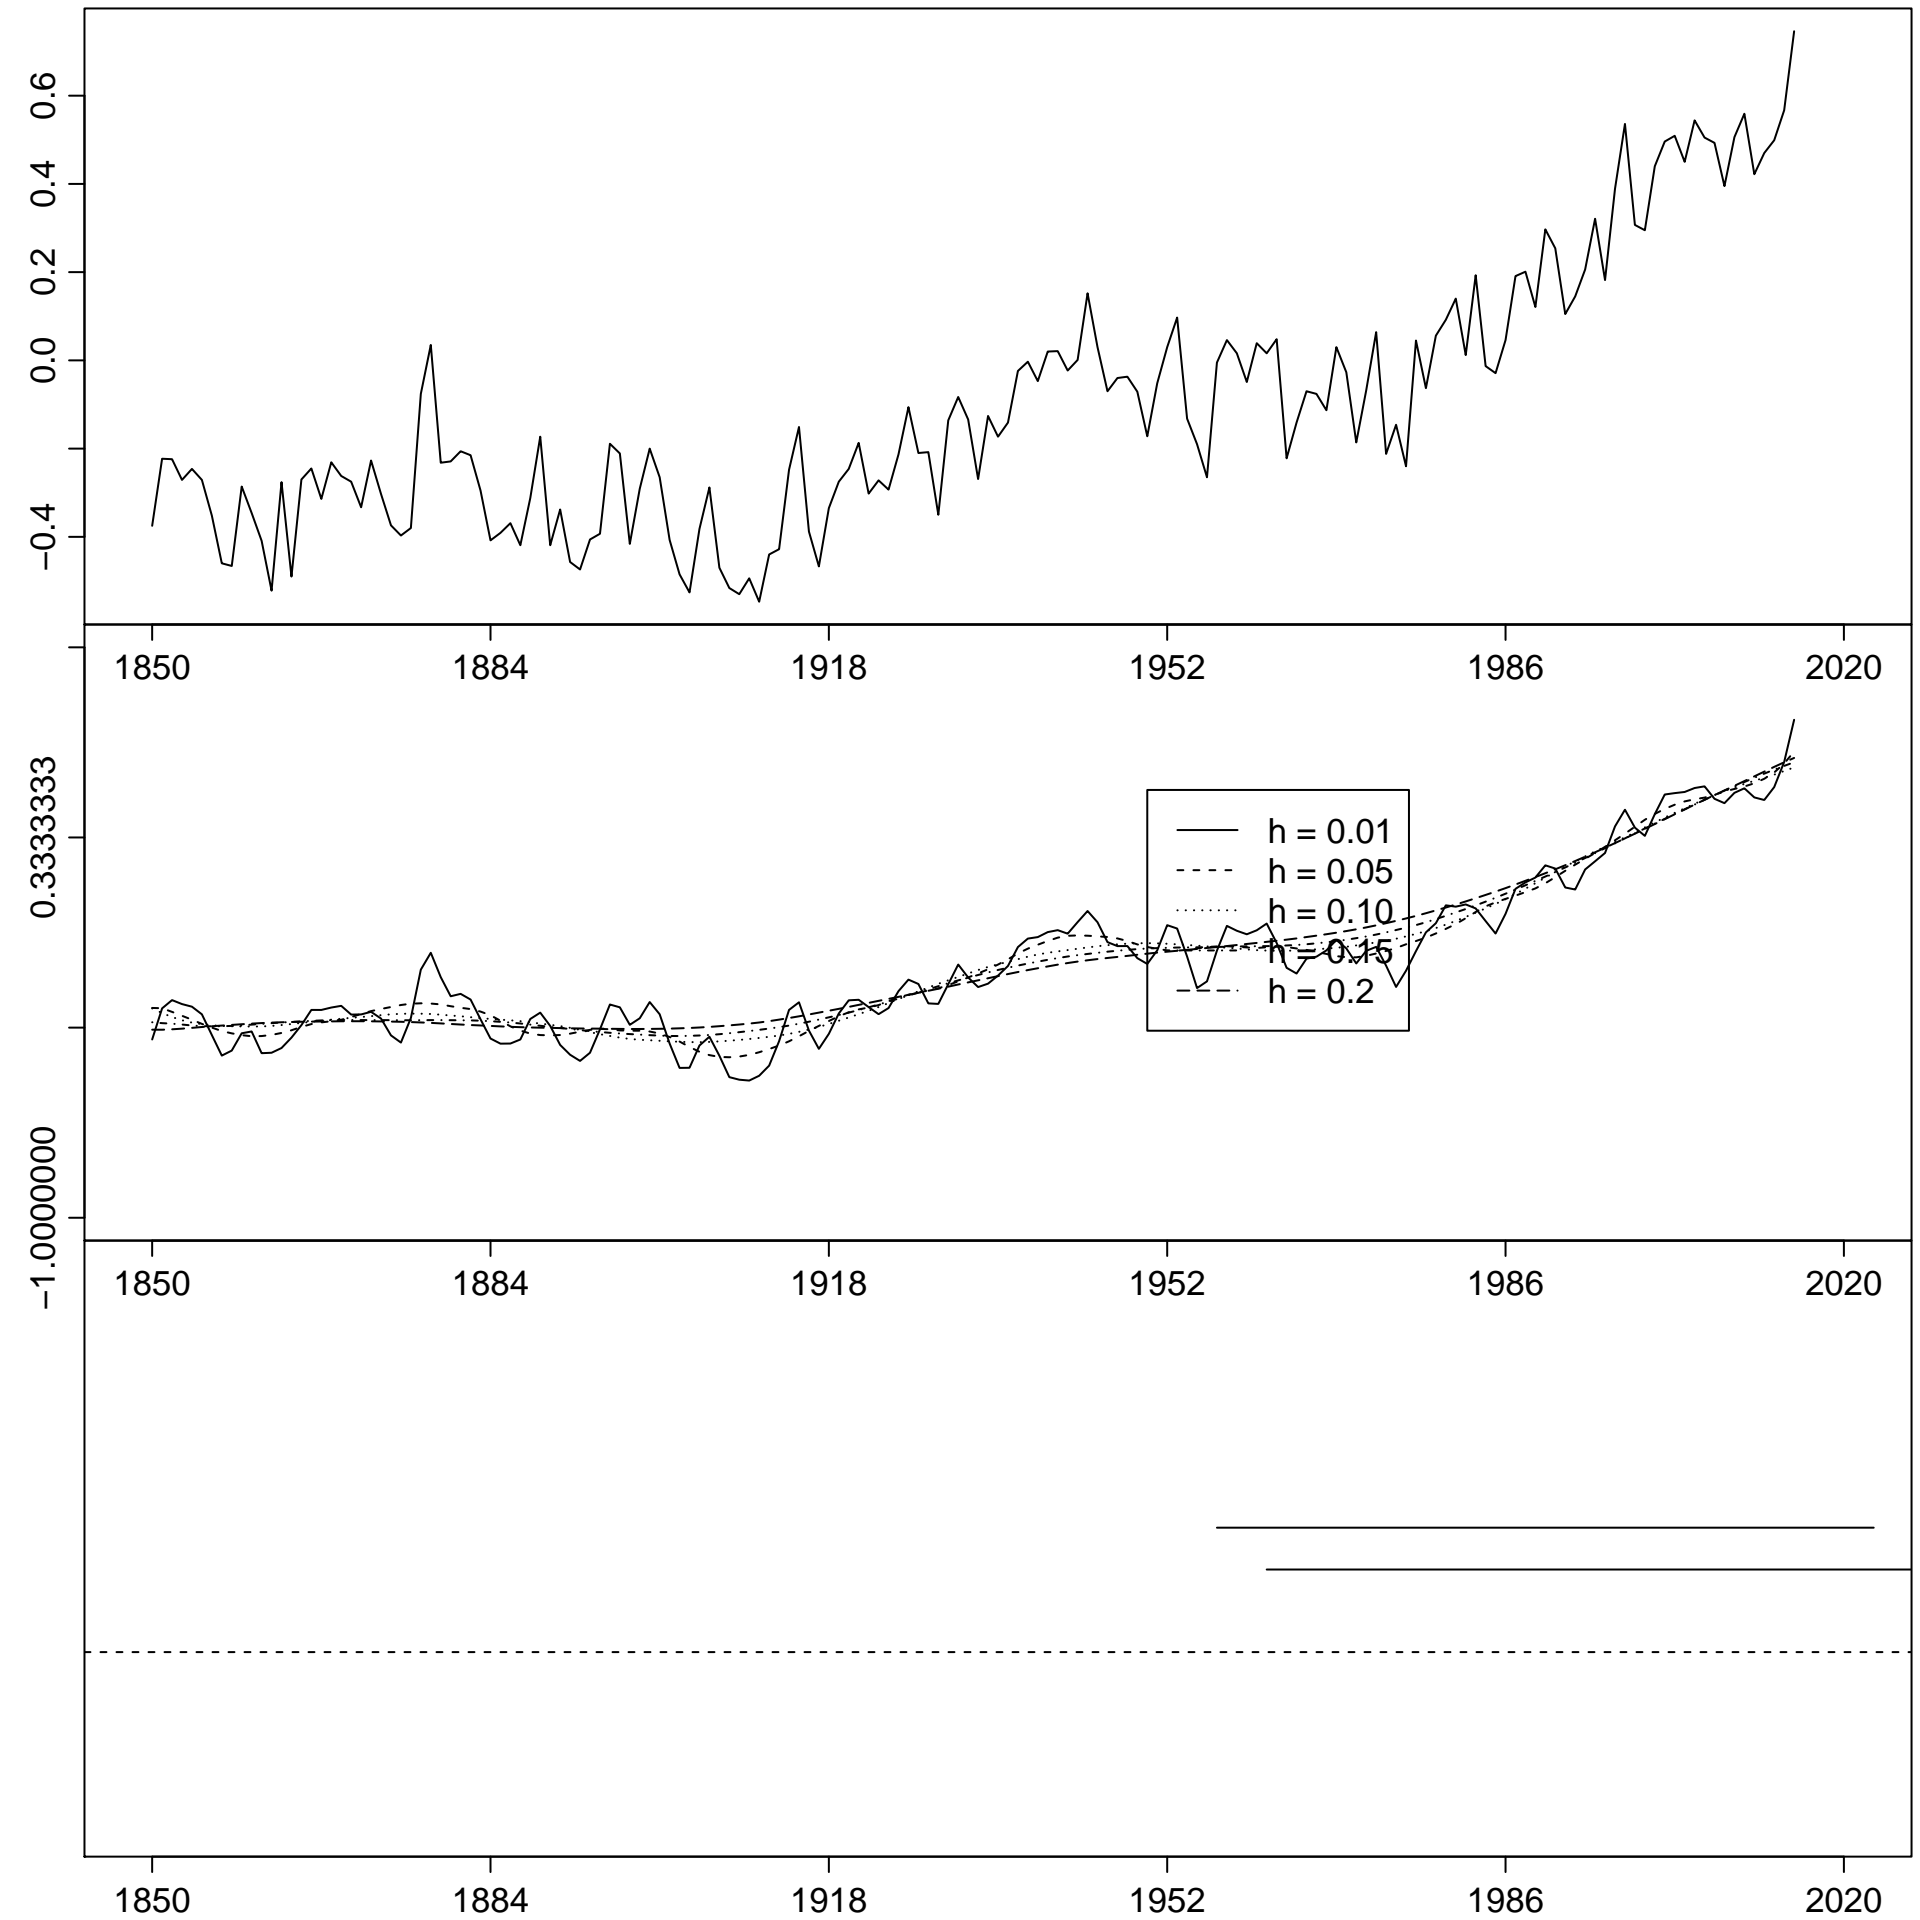 0.6
0.4
0.2
0.0
−0.4
1850 1884 1918 1952 1986 2020
0.3333333
−1.0000000
h = 0.01
h = 0.05
h = 0.10
h = 0.15
h = 0.2
1850 1884 1918 1952 1986 2020
1850 1884 1918 1952 1986 2020